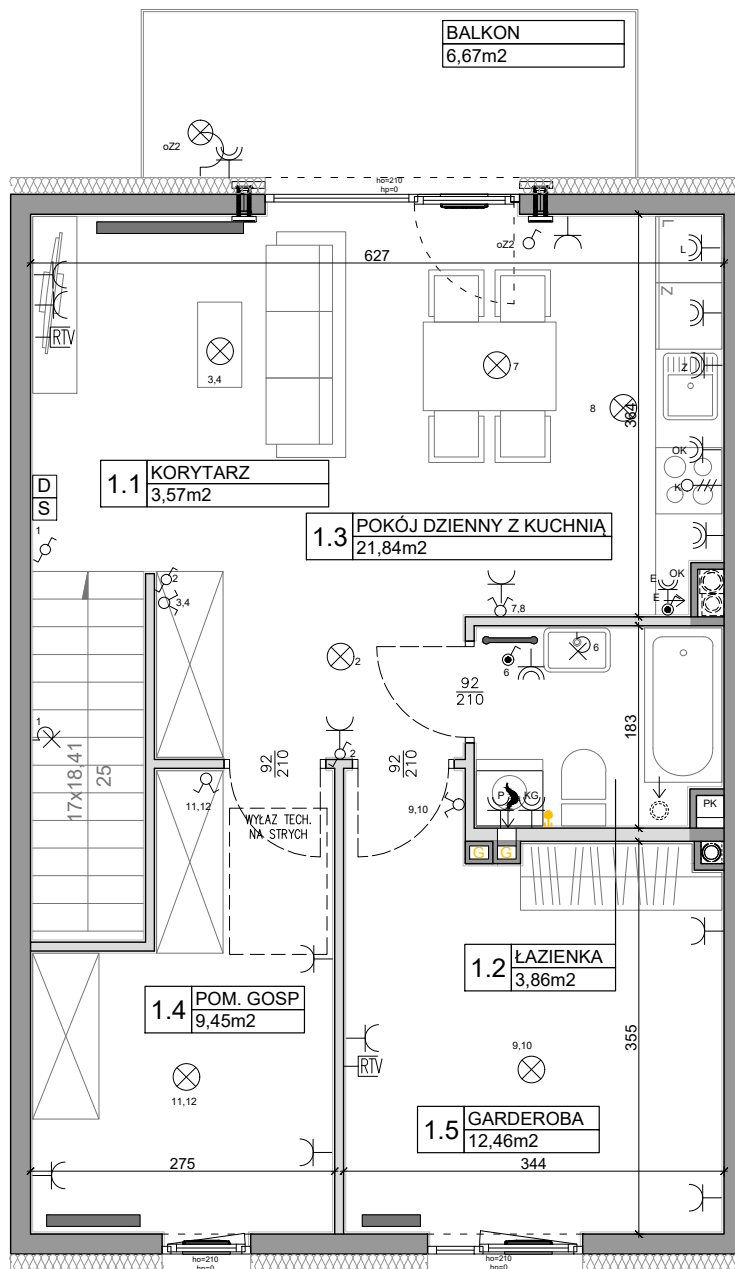 BALKON
6,67m2
oZ2
ho=210
hp=0
oZ2
627
L
Z
RTV
3,4
7
Z
8
364
OK
K
1.1 KORYTARZ
3,57m2
D
S
1
1.3 POKÓJ DZIENNY Z KUCHNIĄ
21,84m2
2
3,4
7,8
E OK
E
6
6
2
92
210
183
1
17x18,41
25
92
210
2
92
210
11,12
WYŁAZ TECH.
NA STRYCH
9,10
P
KG
PK
G
G
1.2 ŁAZIENKA
3,86m2
1.4 POM. GOSP
9,45m2
355
RTV
9,10
11,12
1.5 GARDEROBA
12,46m2
275
344
ho=210
hp=0
ho=210
hp=0